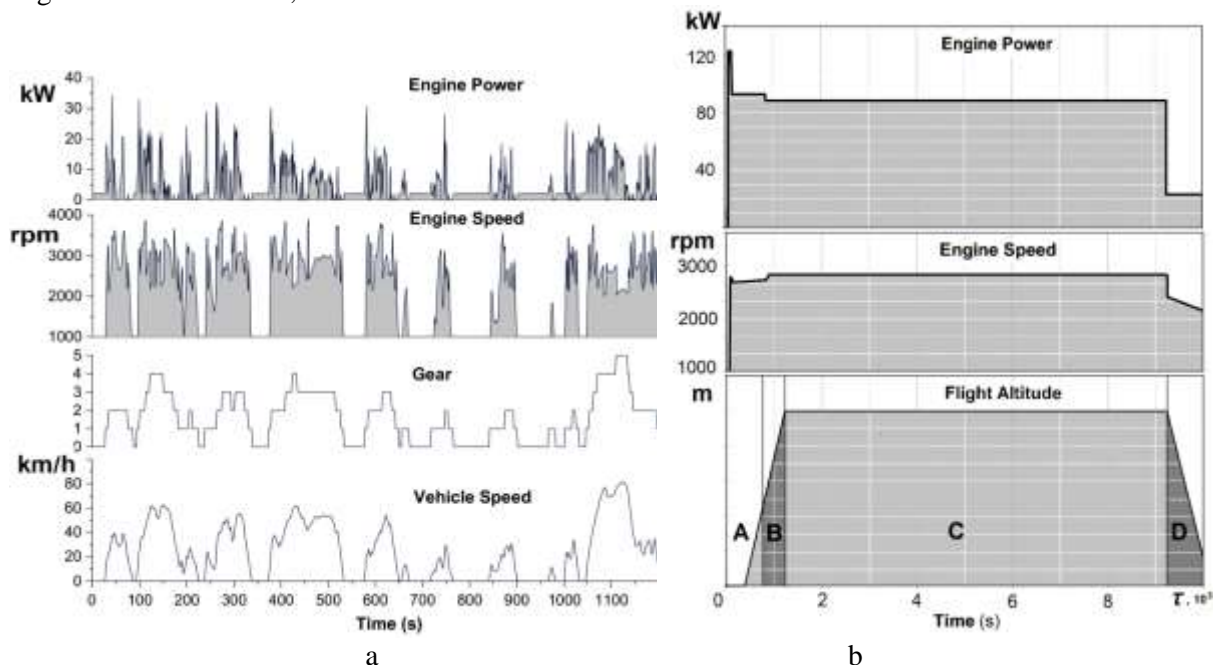 kW
Engine Power
40
30
20
10
0
Engine Speed
rpm
4000
3000
2000
1000
Gear
5
4
3
2
1
0
km/h
Vehicle Speed
80
60
40
20
0
0 100 200 300 400 500 600 700 800 900 1000 1100
Time (s)
a
kW
Engine Power
120
80
40
rpm
Engine Speed
3000
2000
1000
m
Flight Altitude
A B C D
0 2 4 6 8 τ . 10³
Time (s)
b